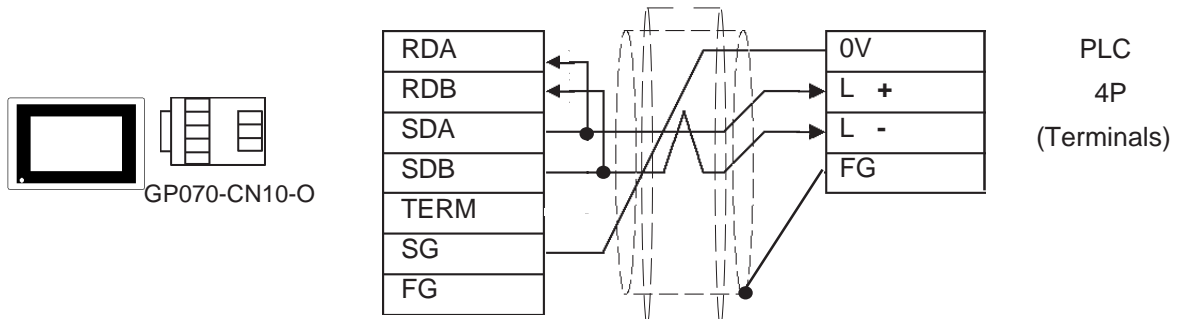 GP070-CN10-O
RDA
RDB
SDA
SDB
TERM
SG
FG
0V
L +
L -
FG
PLC
4P
(Terminals)